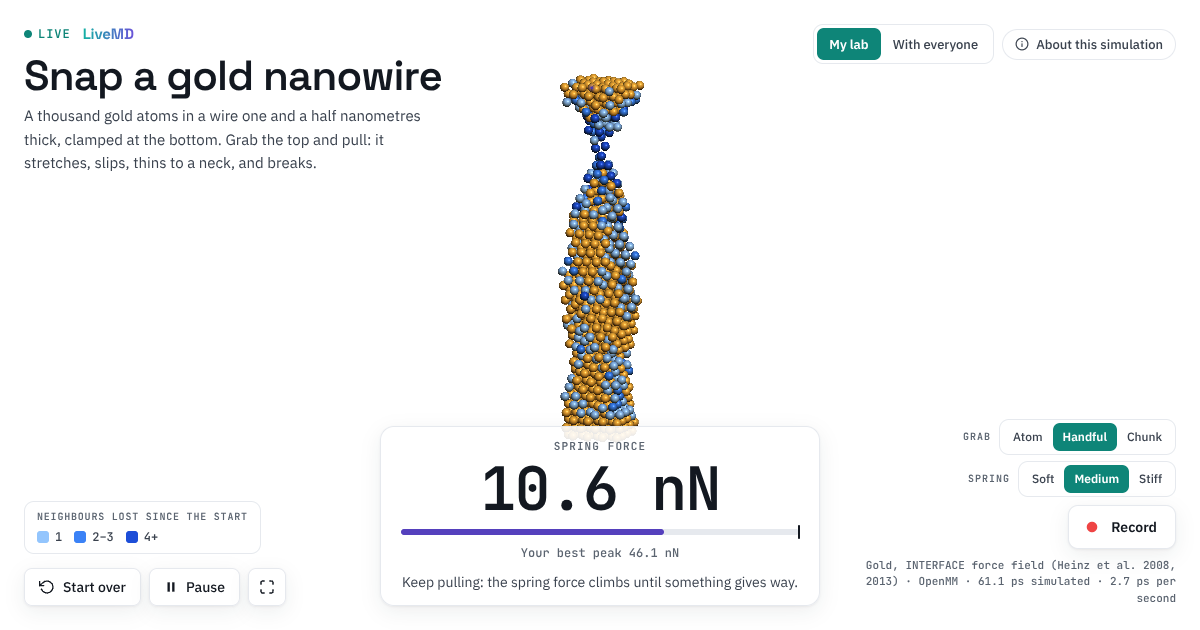 LIVE LiveMD
Snap a gold nanowire
A thousand gold atoms in a wire one and a half nanometres
thick, clamped at the bottom. Grab the top and pull: it
stretches, slips, thins to a neck, and breaks.
My lab
With everyone
About this simulation
NEIGHBOURS LOST SINCE THE START
1 2–3 4+
Start over
Pause
SPRING FORCE
10.6 nN
Your best peak 46.1 nN
Keep pulling: the spring force climbs until something gives way.
GRAB Atom Handful Chunk
SPRING Soft Medium Stiff
Record
Gold, INTERFACE force field (Heinz et al. 2008,
2013) · OpenMM · 61.1 ps simulated · 2.7 ps per
second